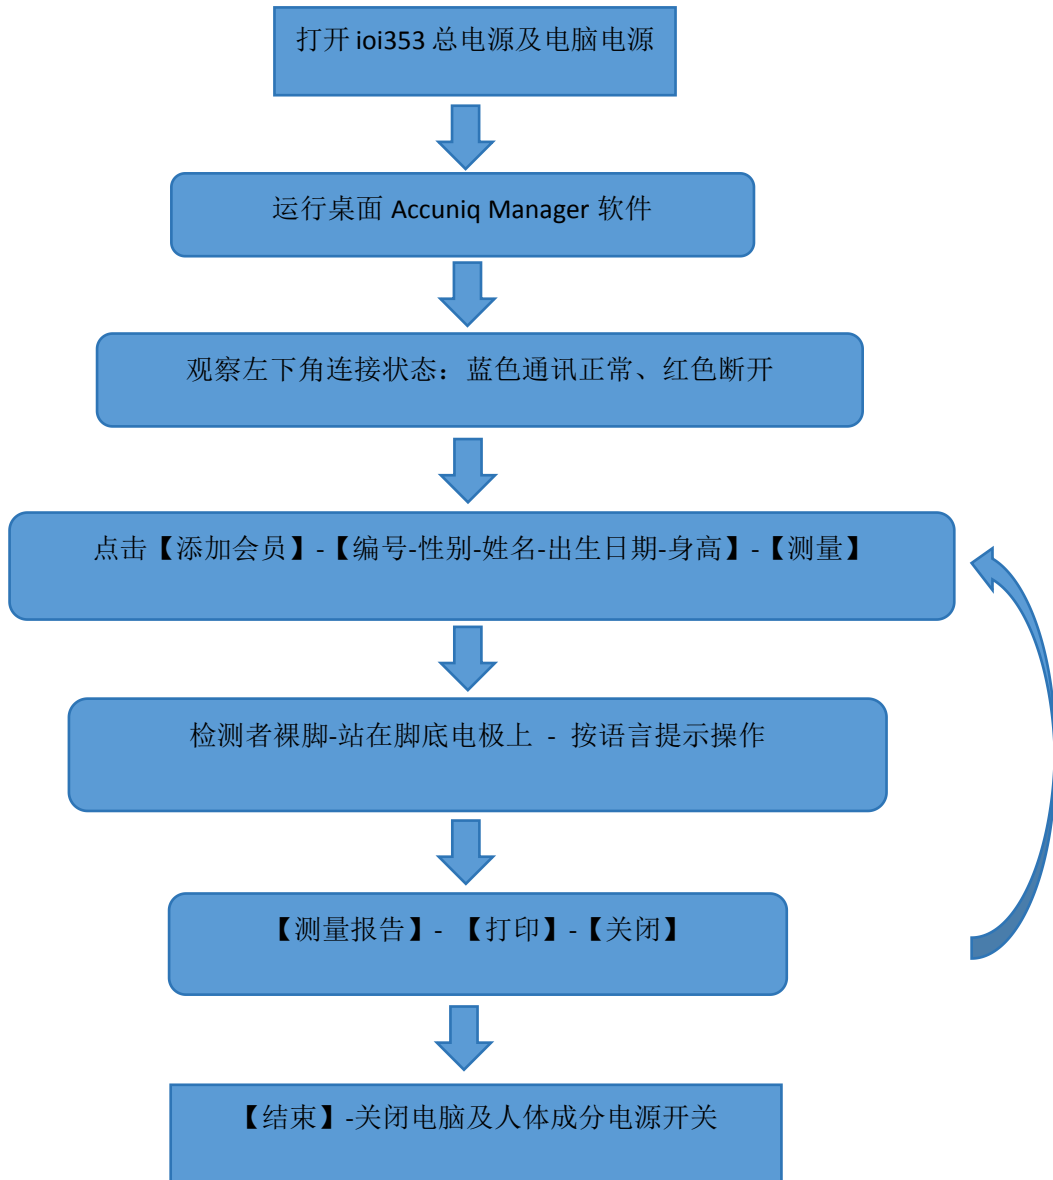 打开 ioi353 总电源及电脑电源
运行桌面 Accuniq Manager 软件
观察左下角连接状态：蓝色通讯正常、红色断开
点击【添加会员】-【编号-性别-姓名-出生日期-身高】-【测量】
检测者裸脚-站在脚底电极上 - 按语言提示操作
【测量报告】- 【打印】-【关闭】
【结束】-关闭电脑及人体成分电源开关